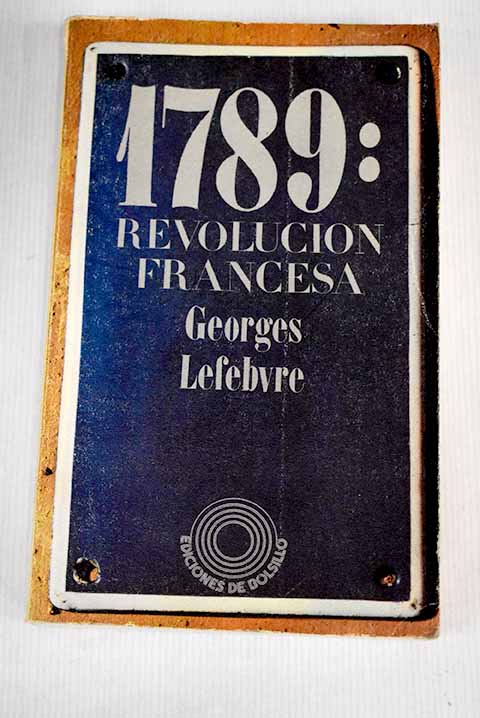 1789:
REVOLUCION
FRANCESA
Georges
Lefebvre
EDICIONES DE BOLSILLO